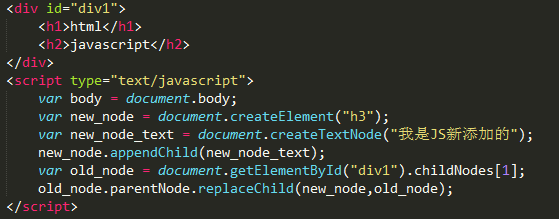 <div id="div1">
    <h1>html</h1>
    <h2>javascript</h2>
</div>
<script type="text/javascript">
    var body = document.body;
    var new_node = document.createElement("h3");
    var new_node_text = document.createTextNode("我是JS新添加的");
    new_node.appendChild(new_node_text);
    var old_node = document.getElementById("div1").childNodes[1];
    old_node.parentNode.replaceChild(new_node,old_node);
</script>